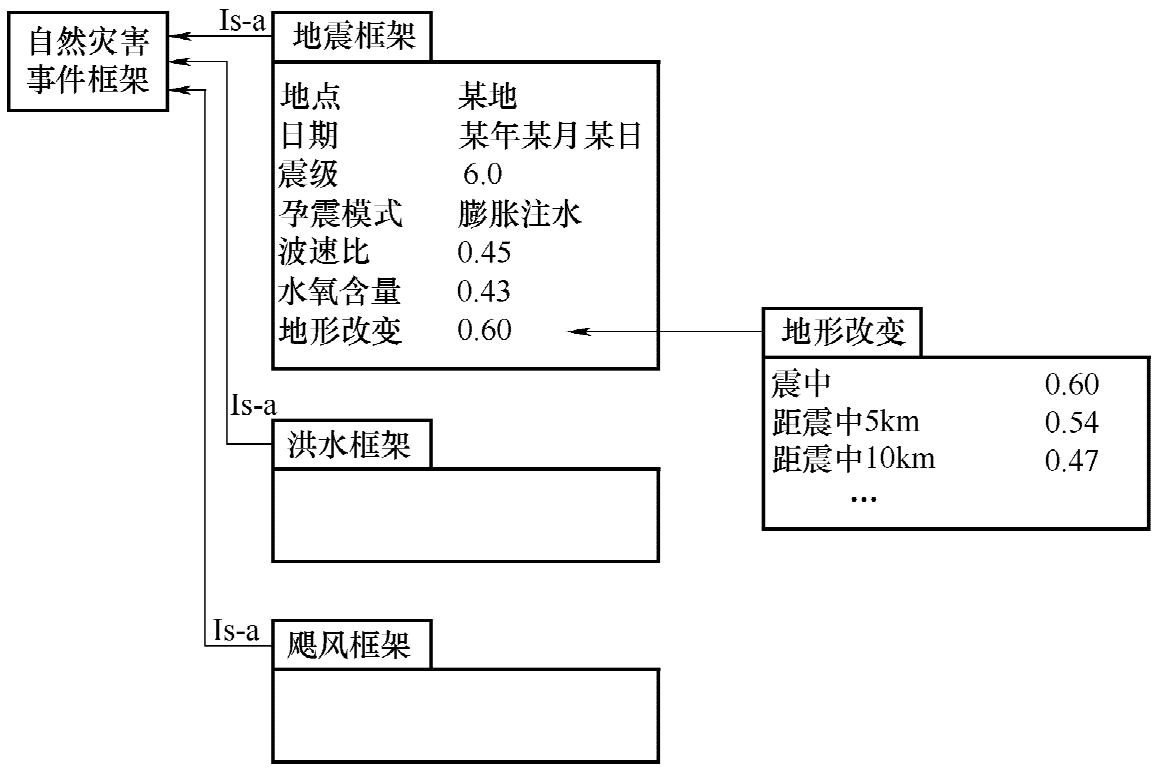 自然灾害
事件框架
Is-a
地震框架
地点 某地
日期 某年某月某日
震级 6.0
孕震模式 膨胀注水
波速比 0.45
水氧含量 0.43
地形改变 0.60
地形改变
震中 0.60
距震中5km 0.54
距震中10km 0.47
…
Is-a
洪水框架
Is-a
飓风框架